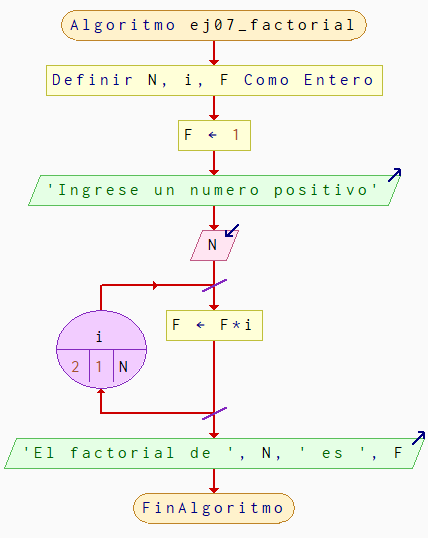 Algoritmo ej07_factorial
Definir N, i, F Como Entero
F ← 1
'Ingrese un numero positivo'
N
i
2 1 N
F ← F*i
'El factorial de ', N, ' es ', F
FinAlgoritmo